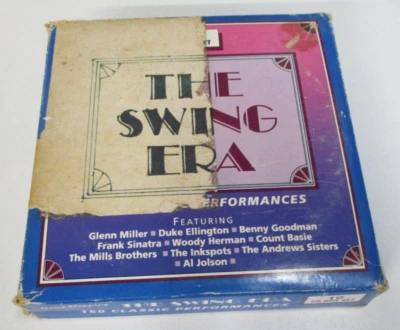 THE
SWING
ERA
PERFORMANCES
FEATURING
Glenn Miller ■ Duke Ellington ■ Benny Goodman
Frank Sinatra ■ Woody Herman ■ Count Basie
The Mills Brothers ■ The Inkspots ■ The Andrews Sisters
■ Al Jolson ■
THE SWING ERA
160 CLASSIC PERFORMANCES